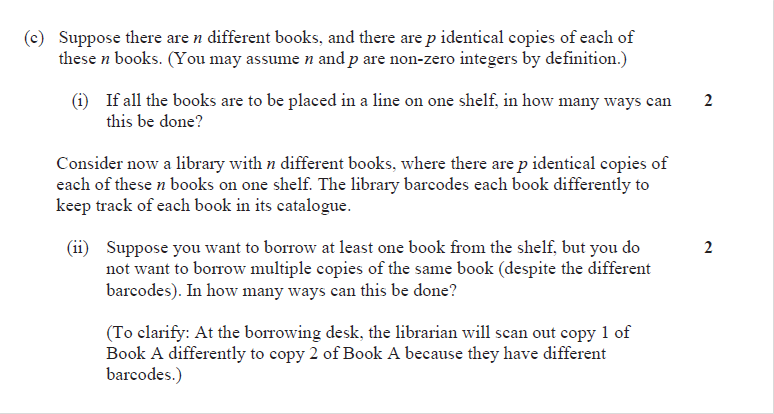 (c) Suppose there are n different books, and there are p identical copies of each of
these n books. (You may assume n and p are non-zero integers by definition.)
(i) If all the books are to be placed in a line on one shelf, in how many ways can 2
this be done?
Consider now a library with n different books, where there are p identical copies of
each of these n books on one shelf. The library barcodes each book differently to
keep track of each book in its catalogue.
(ii) Suppose you want to borrow at least one book from the shelf, but you do 2
not want to borrow multiple copies of the same book (despite the different
barcodes). In how many ways can this be done?
(To clarify: At the borrowing desk, the librarian will scan out copy 1 of
Book A differently to copy 2 of Book A because they have different
barcodes.)